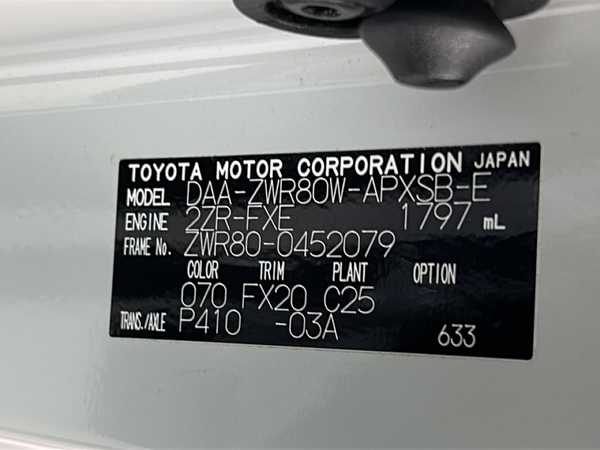 TOYOTA MOTOR CORPORATION JAPAN
MODEL DAA-ZWR80W-APXSB-E
ENGINE 2ZR-FXE 1797 mL
FRAME No. ZWR80-0452079
COLOR TRIM PLANT OPTION
070 FX20 C25
TRANS./AXLE P410 -03A 633